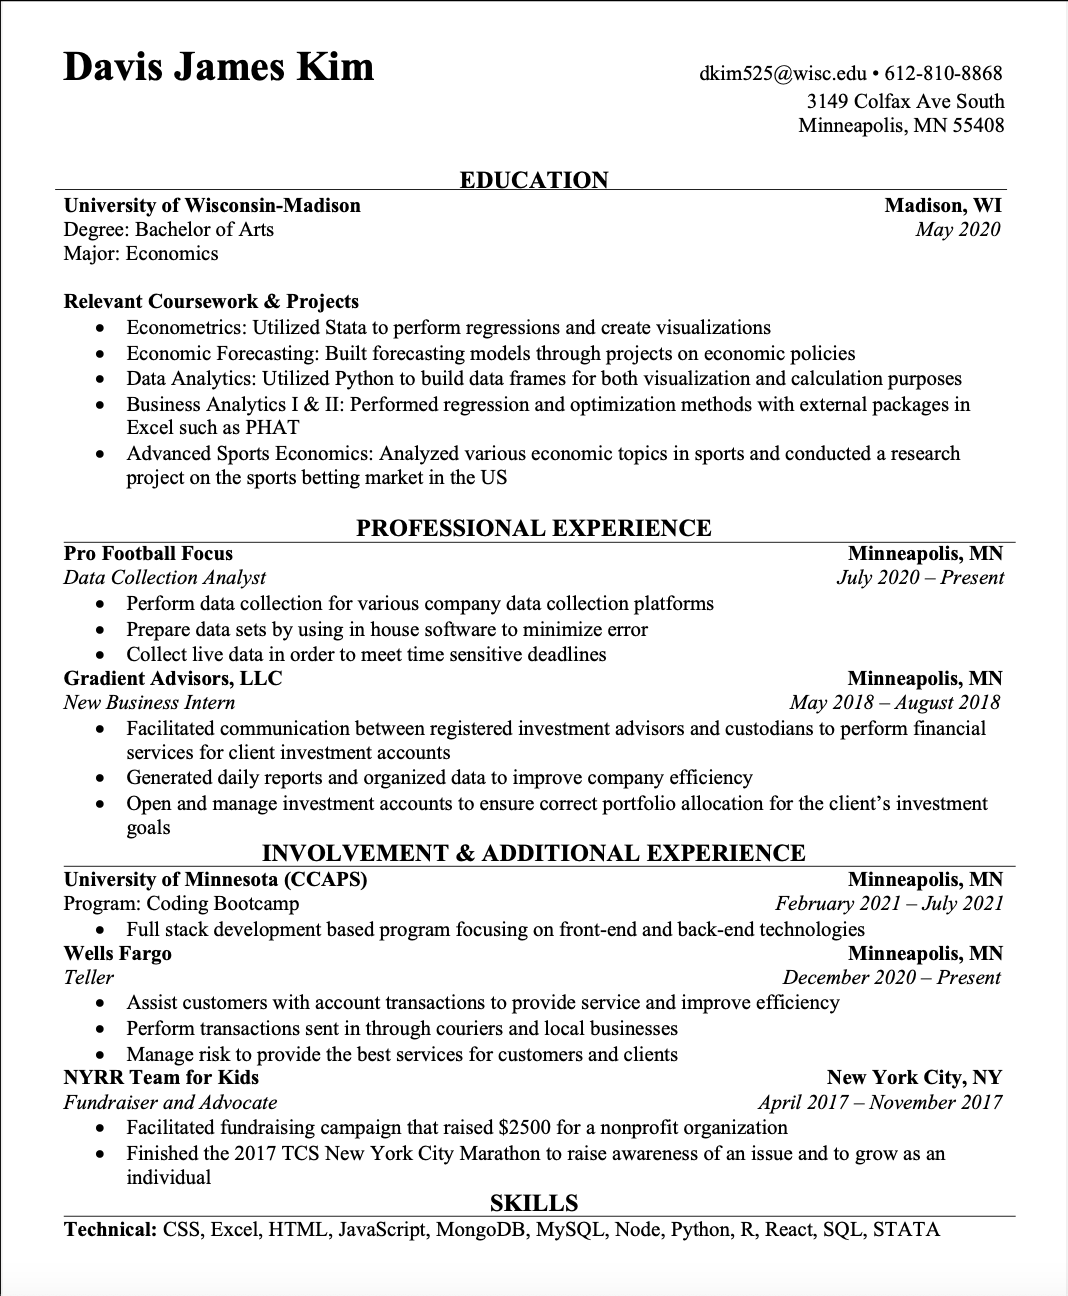 Davis James Kim
dkim525@wisc.edu • 612-810-8868
3149 Colfax Ave South
Minneapolis, MN 55408
EDUCATION
University of Wisconsin-Madison Madison, WI
Degree: Bachelor of Arts May 2020
Major: Economics
Relevant Coursework & Projects
• Econometrics: Utilized Stata to perform regressions and create visualizations
• Economic Forecasting: Built forecasting models through projects on economic policies
• Data Analytics: Utilized Python to build data frames for both visualization and calculation purposes
• Business Analytics I & II: Performed regression and optimization methods with external packages in
Excel such as PHAT
• Advanced Sports Economics: Analyzed various economic topics in sports and conducted a research
project on the sports betting market in the US
PROFESSIONAL EXPERIENCE
Pro Football Focus Minneapolis, MN
Data Collection Analyst July 2020 – Present
• Perform data collection for various company data collection platforms
• Prepare data sets by using in house software to minimize error
• Collect live data in order to meet time sensitive deadlines
Gradient Advisors, LLC Minneapolis, MN
New Business Intern May 2018 – August 2018
• Facilitated communication between registered investment advisors and custodians to perform financial
services for client investment accounts
• Generated daily reports and organized data to improve company efficiency
• Open and manage investment accounts to ensure correct portfolio allocation for the client’s investment
goals
INVOLVEMENT & ADDITIONAL EXPERIENCE
University of Minnesota (CCAPS) Minneapolis, MN
Program: Coding Bootcamp February 2021 – July 2021
• Full stack development based program focusing on front-end and back-end technologies
Wells Fargo Minneapolis, MN
Teller December 2020 – Present
• Assist customers with account transactions to provide service and improve efficiency
• Perform transactions sent in through couriers and local businesses
• Manage risk to provide the best services for customers and clients
NYRR Team for Kids New York City, NY
Fundraiser and Advocate April 2017 – November 2017
• Facilitated fundraising campaign that raised $2500 for a nonprofit organization
• Finished the 2017 TCS New York City Marathon to raise awareness of an issue and to grow as an
individual
SKILLS
Technical: CSS, Excel, HTML, JavaScript, MongoDB, MySQL, Node, Python, R, React, SQL, STATA